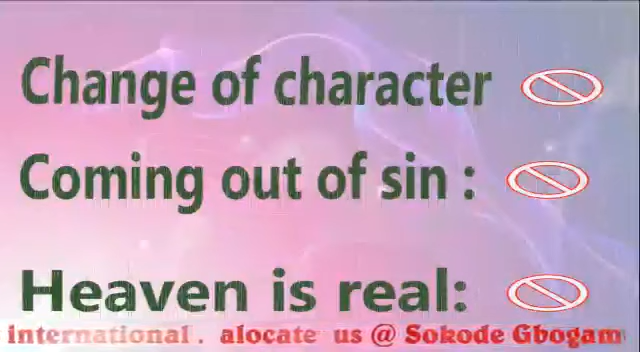 Change of character
Coming out of sin :
Heaven is real:
international . alocate us @ Sokode Gbogam